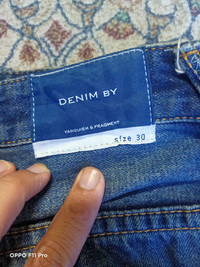 DENIM BY
VANQUISH & FRAGMENT
size 30
OPPO F11 Pro